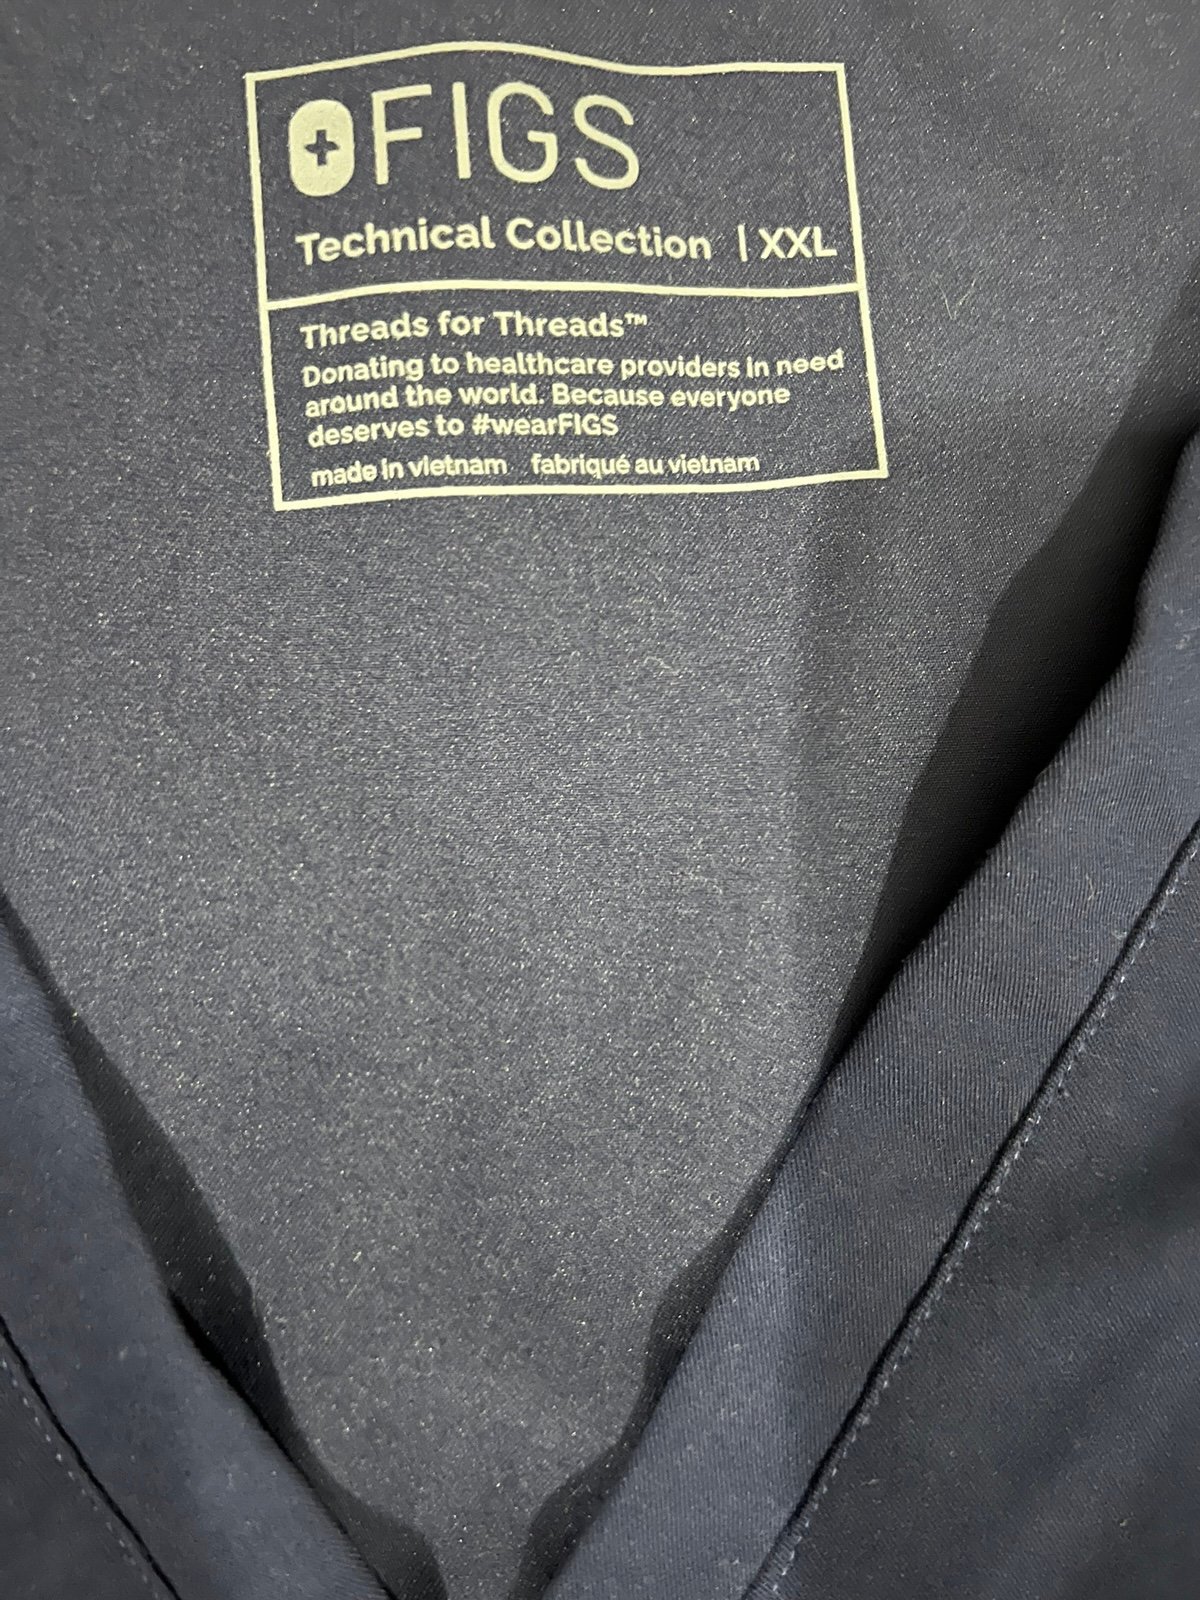 FIGS
Technical Collection | XXL
Threads for Threads™
Donating to healthcare providers in need
around the world. Because everyone
deserves to #wearFIGS
made in vietnam fabriqué au vietnam